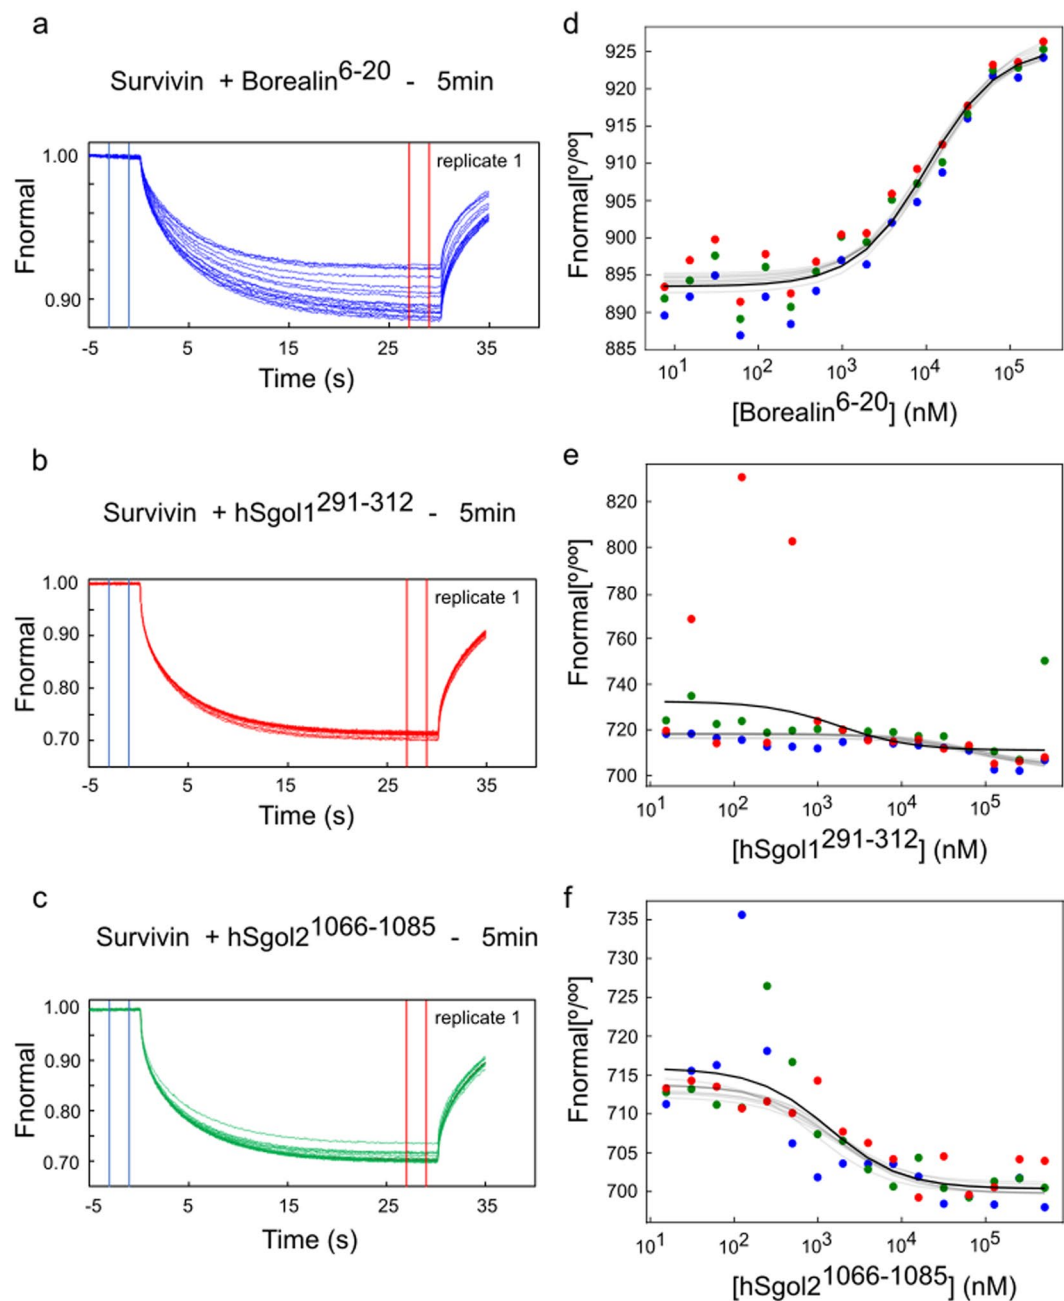 a
Survivin + Borealin6-20 - 5min
replicate 1
1.00
0.90
Fnormal
-5 5 15 25 35
Time (s)
d
925
920
915
910
905
900
895
890
885
Fnormal[º/ºº]
10¹ 10² 10³ 10⁴ 10⁵
[Borealin6-20] (nM)
b
Survivin + hSgol1291-312 - 5min
replicate 1
1.00
0.90
0.80
0.70
Fnormal
-5 5 15 25 35
Time (s)
e
820
800
780
760
740
720
700
Fnormal[º/ºº]
10¹ 10² 10³ 10⁴ 10⁵
[hSgol1291-312] (nM)
c
Survivin + hSgol21066-1085 - 5min
replicate 1
1.00
0.90
0.80
0.70
Fnormal
-5 5 15 25 35
Time (s)
f
735
730
725
720
715
710
705
700
Fnormal[º/ºº]
10¹ 10² 10³ 10⁴ 10⁵
[hSgol21066-1085] (nM)